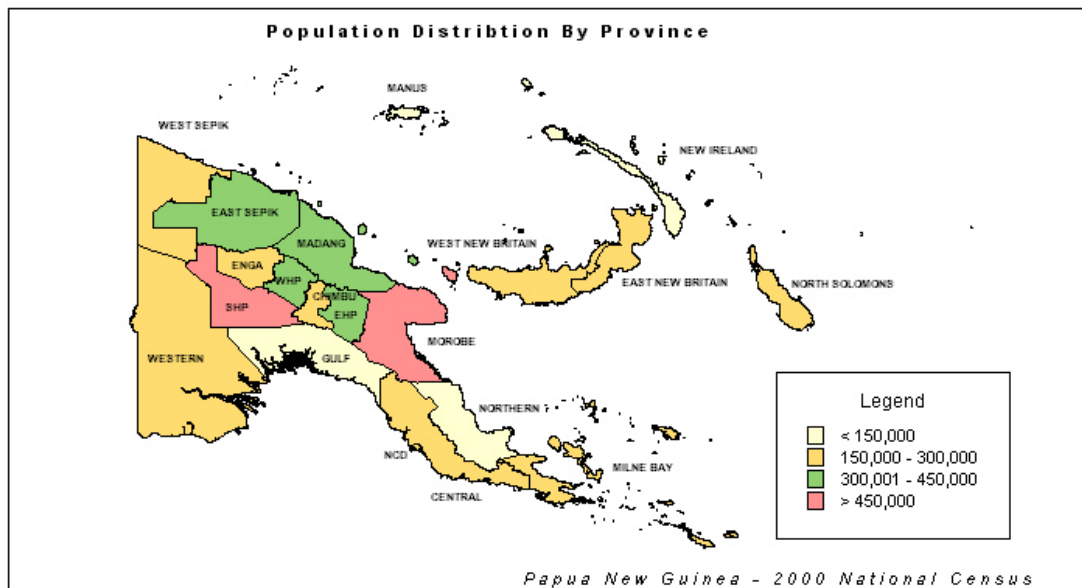 Population Distribtion By Province
MANUS
WEST SEPIK
NEW IRELAND
EAST SEPIK
MADANG
WEST NEW BRITAIN
ENGA
WHP
EAST NEW BRITAIN
NORTH SOLOMONS
CHIMBU
SHP
EHP
MOROBE
WESTERN
GULF
NORTHERN
NCD
MILNE BAY
CENTRAL
Legend
< 150,000
150,000 - 300,000
300,001 - 450,000
> 450,000
Papua New Guinea - 2000 National Census